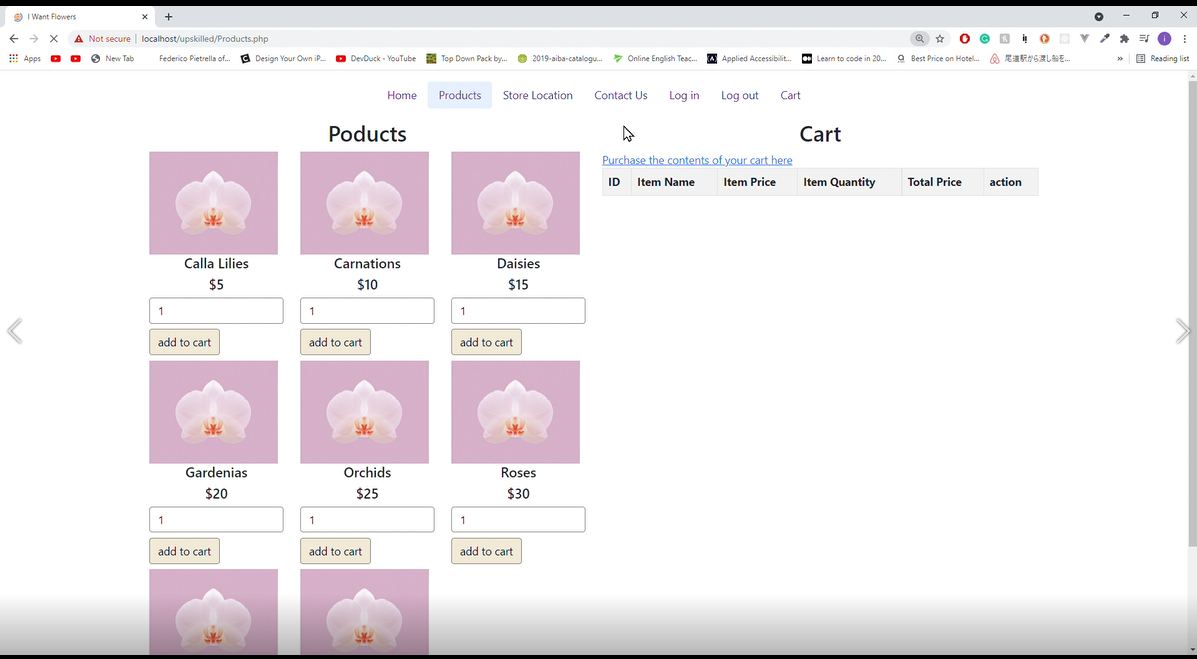 I Want Flowers
Not secure | localhost/upskilled/Products.php
Apps
New Tab
Federico Pietrella of...
Design Your Own iP...
DevDuck - YouTube
Top Down Pack by...
2019-aiba-catalogu...
Online English Teac...
Applied Accessibilit...
Learn to code in 20...
Best Price on Hotel...
尾道駅から渡し船を...
»
Reading list
Home
Products
Store Location
Contact Us
Log in
Log out
Cart
Poducts
Calla Lilies
$5
1
add to cart
Carnations
$10
1
add to cart
Daisies
$15
1
add to cart
Gardenias
$20
1
add to cart
Orchids
$25
1
add to cart
Roses
$30
1
add to cart
Cart
Purchase the contents of your cart here
ID Item Name Item Price Item Quantity Total Price action